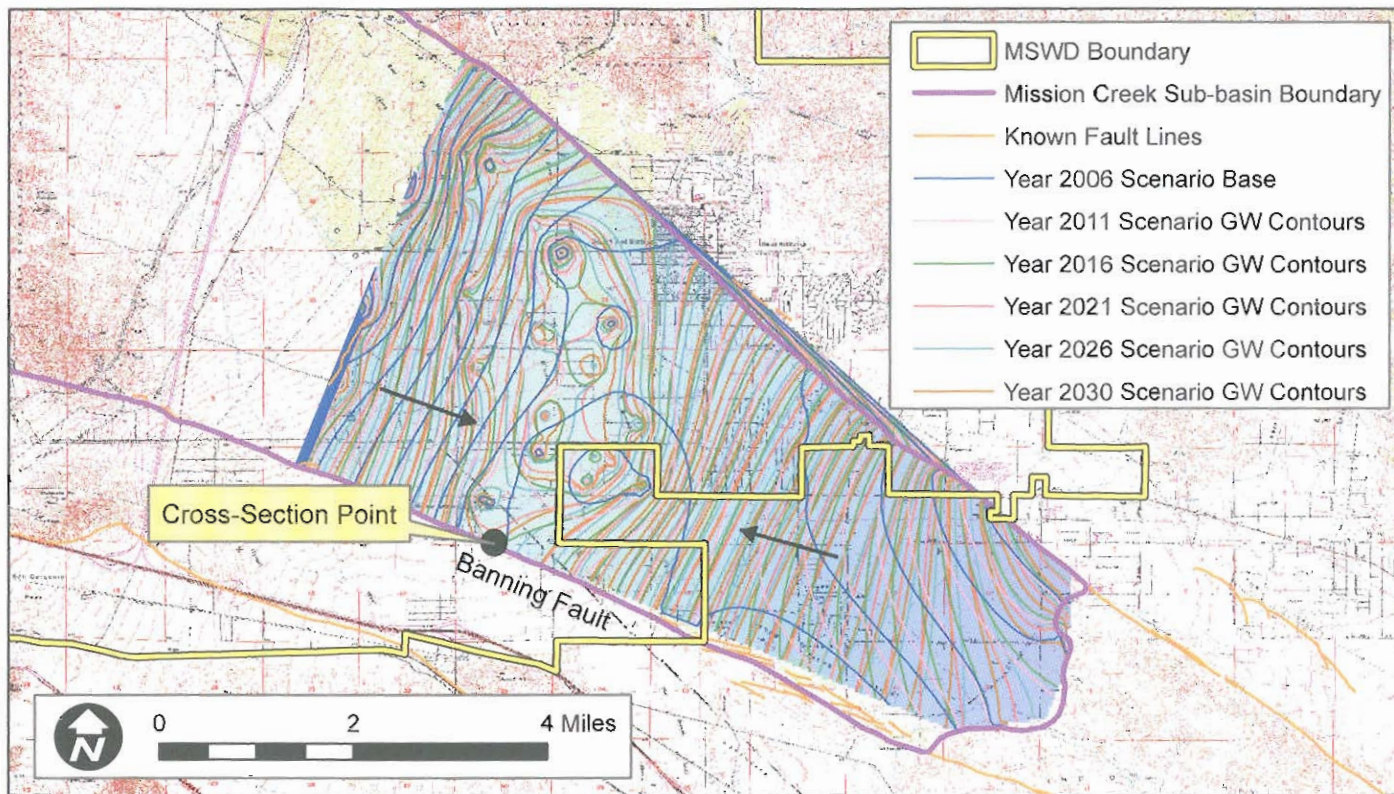 MSWD Boundary
Mission Creek Sub-basin Boundary
Known Fault Lines
Year 2006 Scenario Base
Year 2011 Scenario GW Contours
Year 2016 Scenario GW Contours
Year 2021 Scenario GW Contours
Year 2026 Scenario GW Contours
Year 2030 Scenario GW Contours
Cross-Section Point
Banning Fault
N
0 2 4 Miles